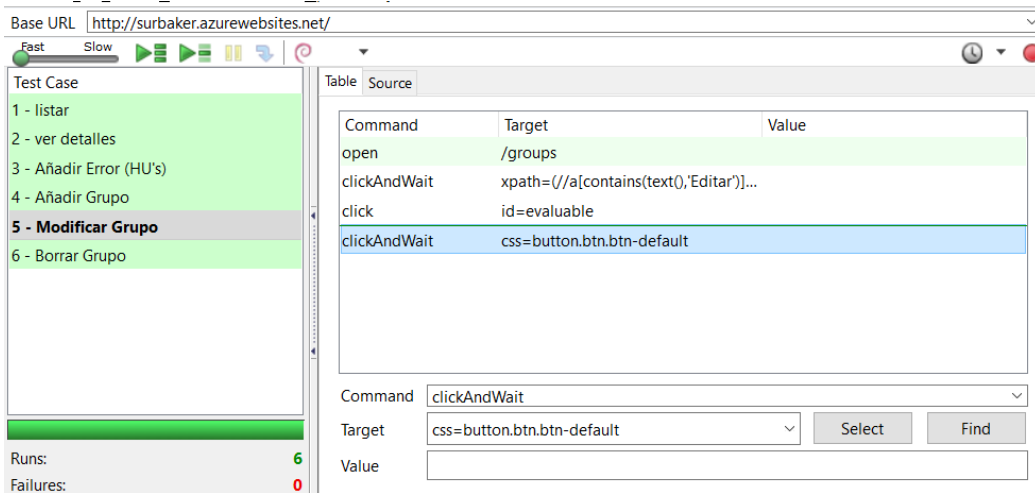 Base URL http://surbaker.azurewebsites.net/
Fast Slow
Test Case
1 - listar
2 - ver detalles
3 - Añadir Error (HU's)
4 - Añadir Grupo
5 - Modificar Grupo
6 - Borrar Grupo
Runs: 6
Failures: 0
Table Source
Command Target Value
open /groups
clickAndWait xpath=(//a[contains(text(),'Editar')]...
click id=evaluable
clickAndWait css=button.btn.btn-default
Command clickAndWait
Target css=button.btn.btn-default Select Find
Value